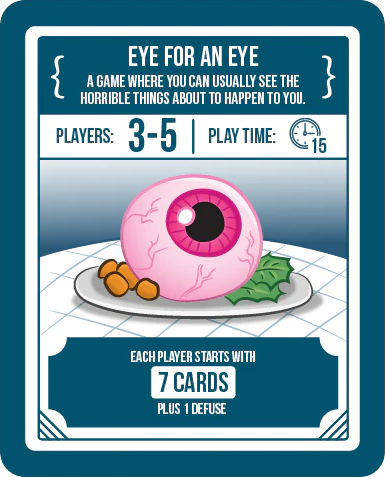 EYE FOR AN EYE
A GAME WHERE YOU CAN USUALLY SEE THE
HORRIBLE THINGS ABOUT TO HAPPEN TO YOU.
PLAYERS: 3-5 PLAY TIME: 15
EACH PLAYER STARTS WITH
7 CARDS
PLUS 1 DEFUSE